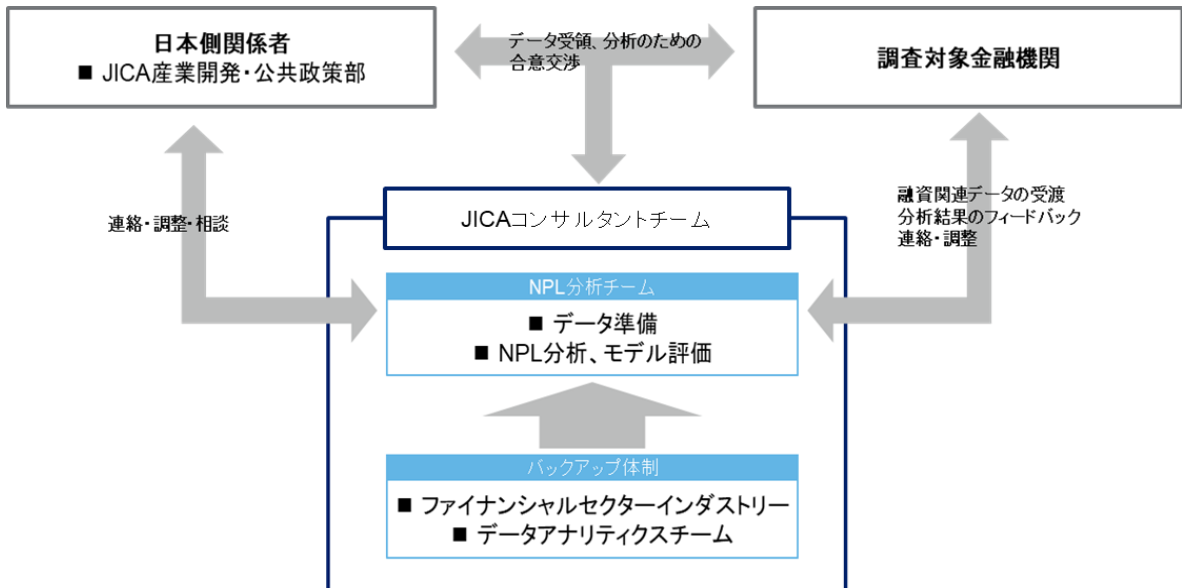 日本側関係者
■ JICA産業開発・公共政策部
データ受領、分析のための
合意交渉
調査対象金融機関
連絡・調整・相談
JICAコンサルタントチーム
融資関連データの受渡
分析結果のフィードバック
連絡・調整
NPL分析チーム
■ データ準備
■ NPL分析、モデル評価
バックアップ体制
■ ファイナンシャルセクターインダストリー
■ データアナリティクスチーム